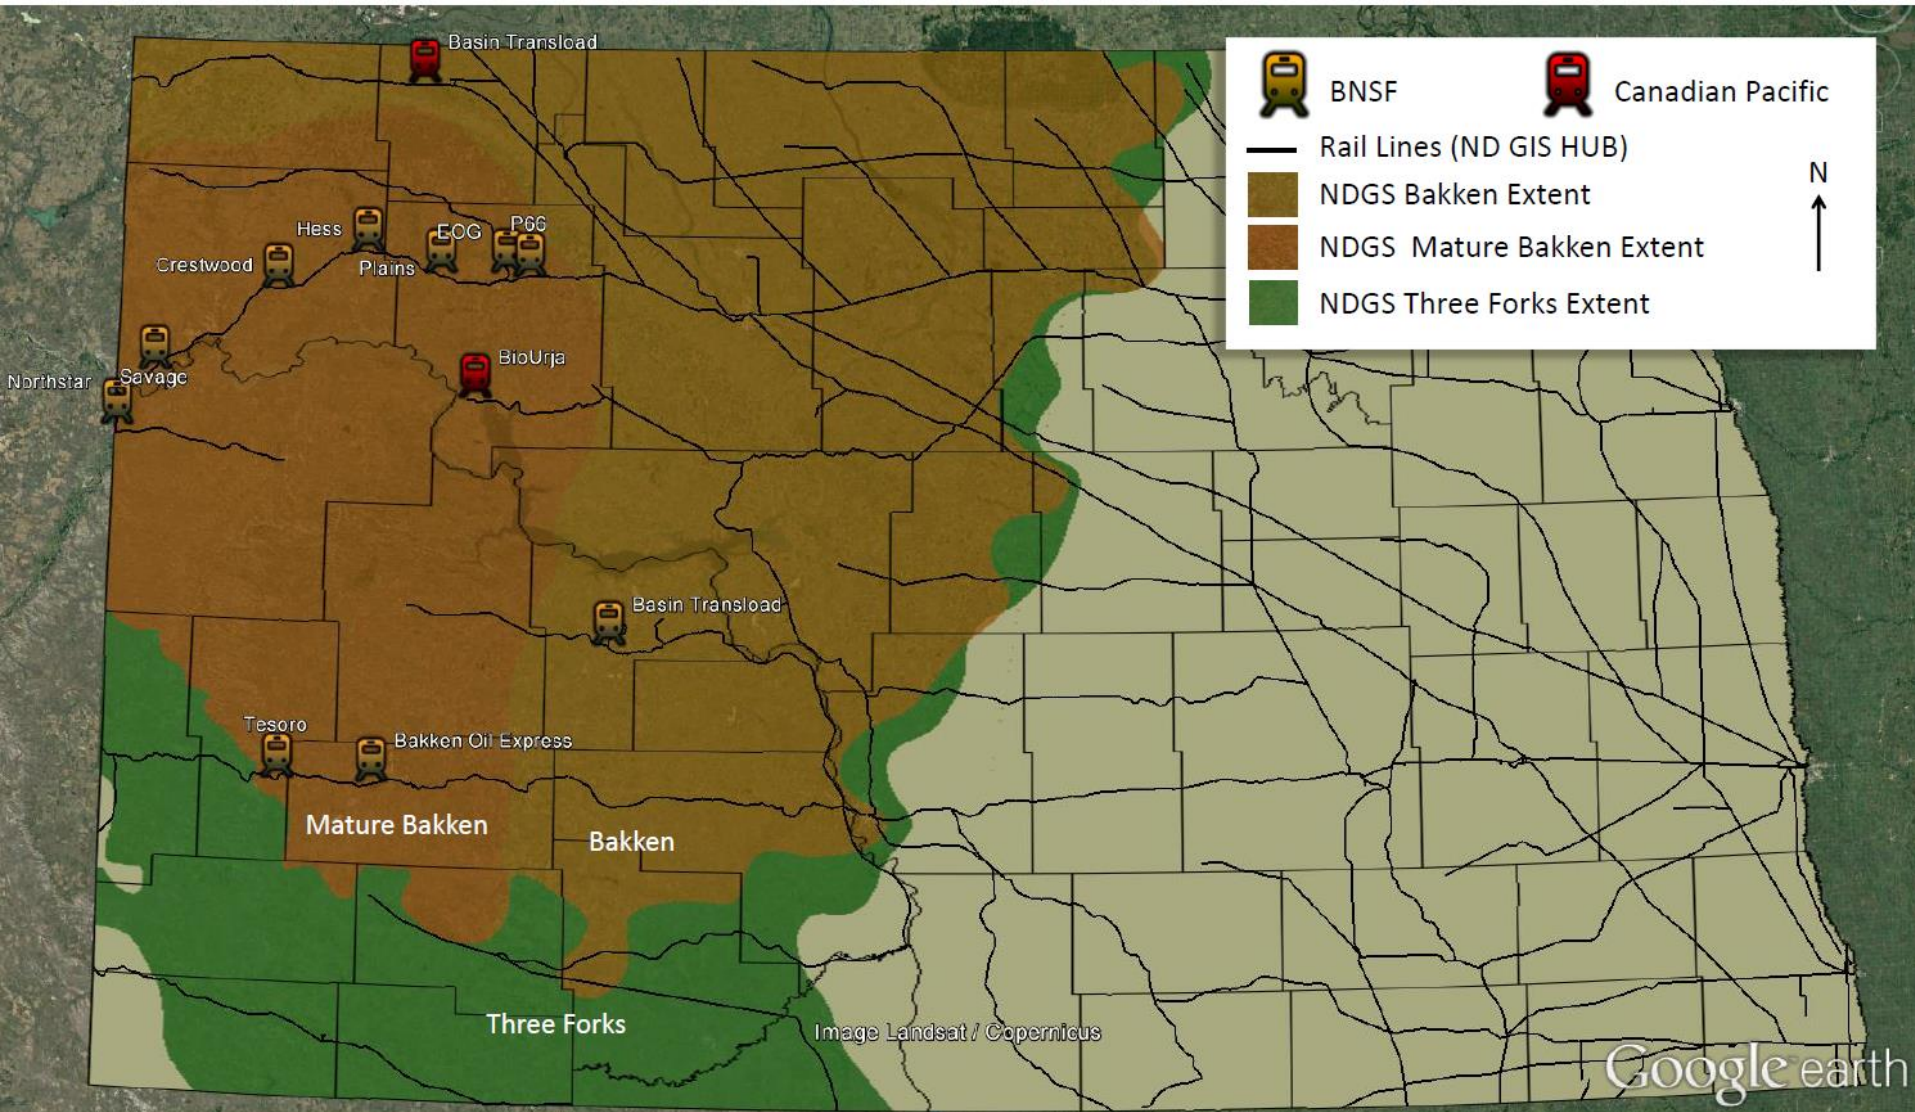 Basin Transload
BNSF
Canadian Pacific
Rail Lines (ND GIS HUB)
N
NDGS Bakken Extent
NDGS Mature Bakken Extent
NDGS Three Forks Extent
Hess
EOG
P66
Crestwood
Plains
BioUrja
Northstar
Savage
Basin Transload
Tesoro
Bakken Oil Express
Mature Bakken
Bakken
Three Forks
Image Landsat / Copernicus
Google earth